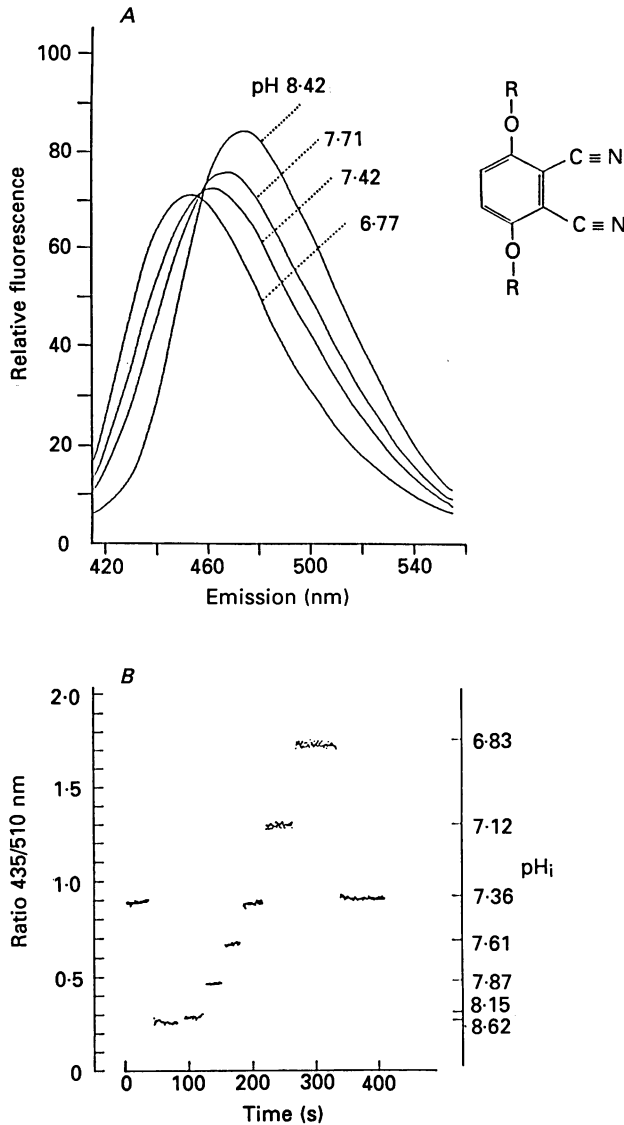 A
100
80
60
40
20
0
Relative fluorescence
pH 8·42
7·71
7·42
6·77
420
460
500
540
Emission (nm)
R
O
C ≡ N
C ≡ N
O
R
B
2·0
1·5
1·0
0·5
0
Ratio 435/510 nm
6·83
7·12
7·36
7·61
7·87
8·15
8·62
pHi
0
100
200
300
400
Time (s)